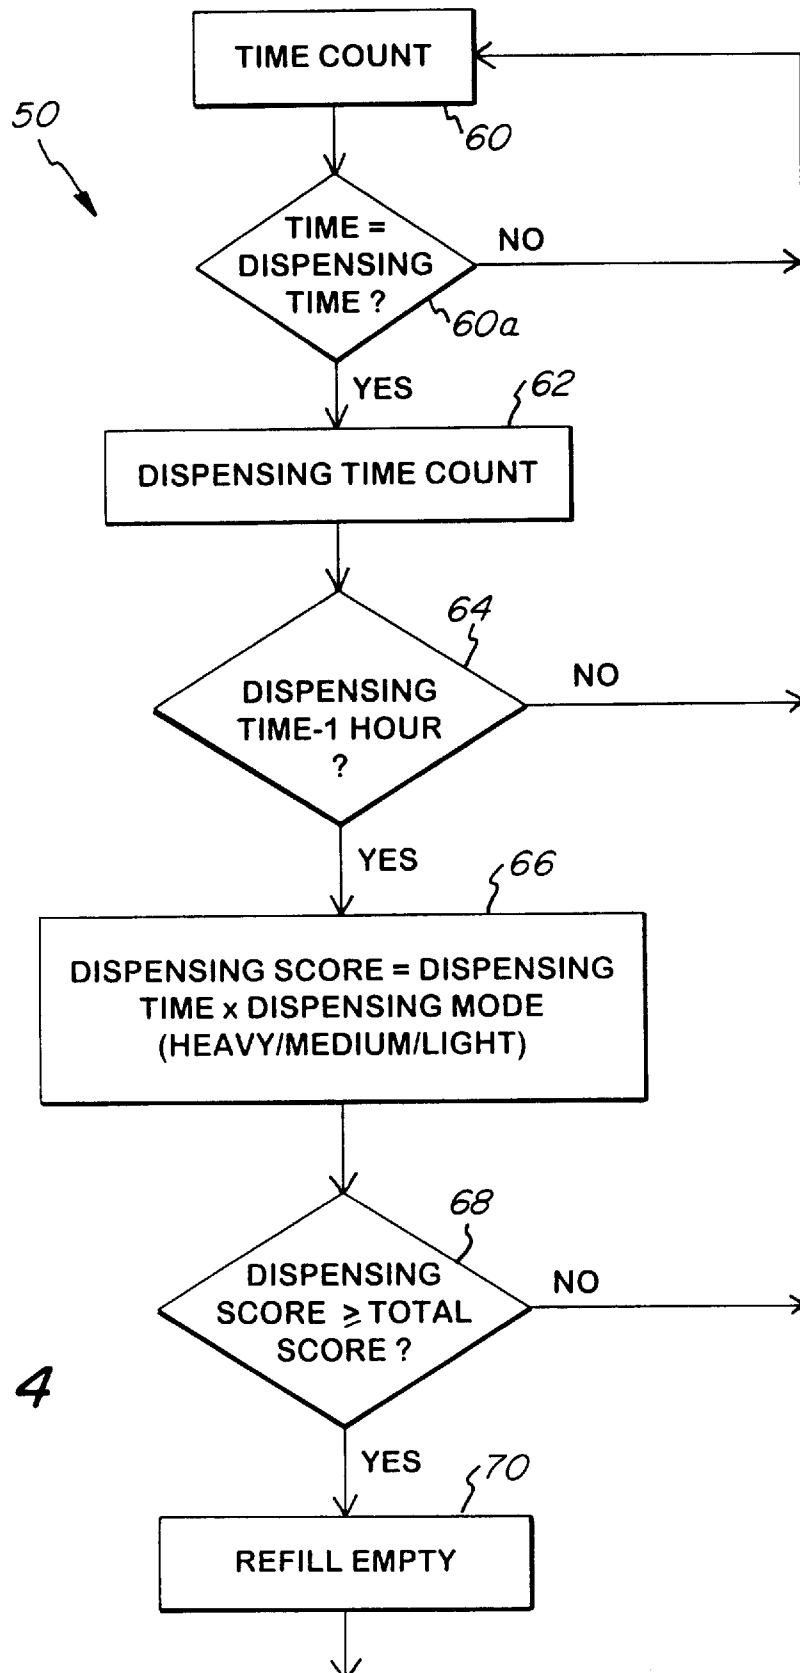 TIME COUNT
50
60
TIME =
DISPENSING
TIME ?
NO
60a
YES
62
DISPENSING TIME COUNT
64
DISPENSING
TIME-1 HOUR
?
NO
YES
66
DISPENSING SCORE = DISPENSING
TIME x DISPENSING MODE
(HEAVY/MEDIUM/LIGHT)
68
DISPENSING
SCORE ≥ TOTAL
SCORE ?
NO
4
YES
70
REFILL EMPTY